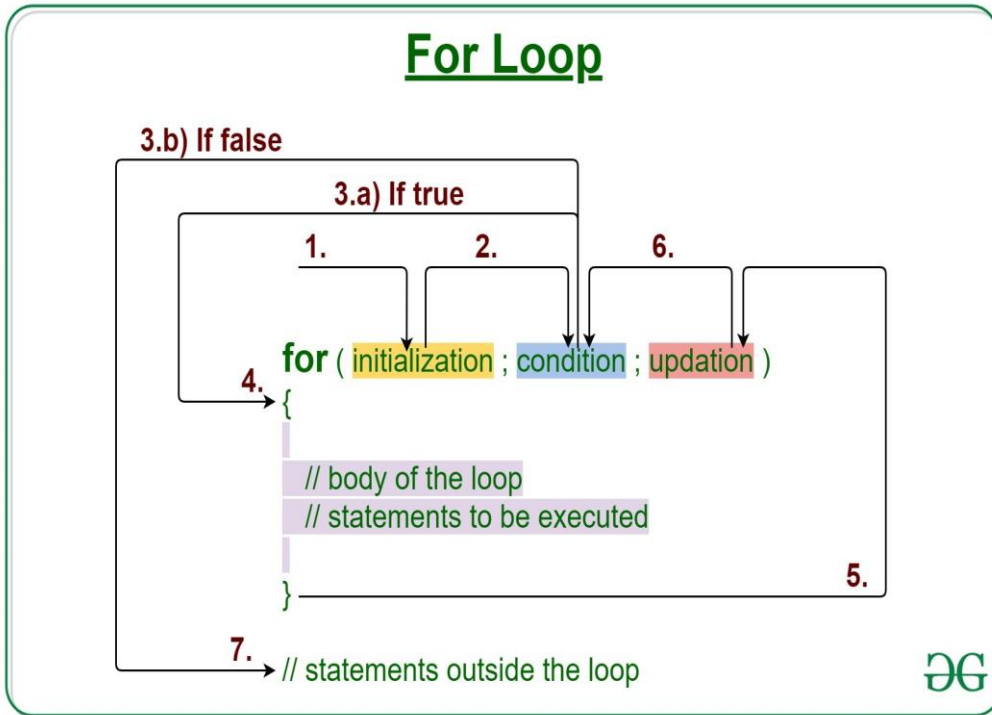 For Loop
3.b) If false
3.a) If true
1.
2.
6.
for ( initialization ; condition ; updation )
4.
{
// body of the loop
// statements to be executed
}
5.
7.
// statements outside the loop